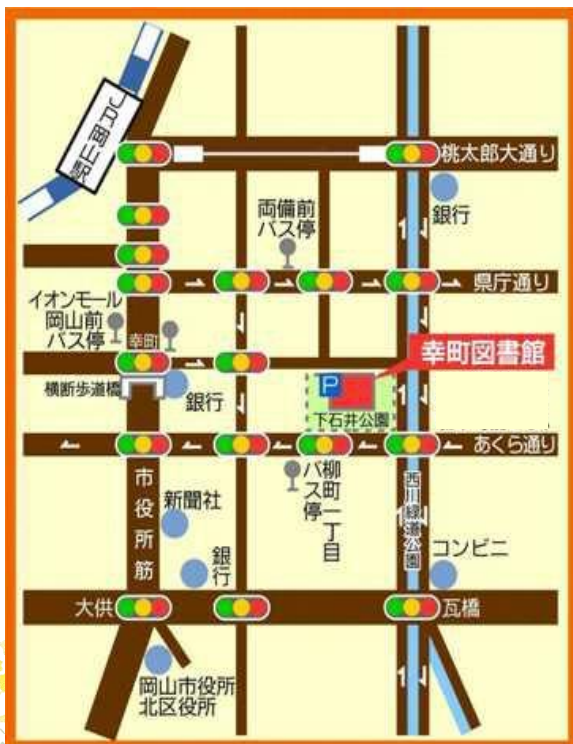 JR岡山駅
桃太郎大通り
銀行
両備前
バス停
県庁通り
イオンモール
岡山前
バス停
幸町
幸町図書館
横断歩道橋
銀行
P
下石井公園
あくら通り
市役所筋
新聞社
柳町一丁目
バス停
西川緑道公園
銀行
コンビニ
大供
瓦橋
岡山市役所
北区役所